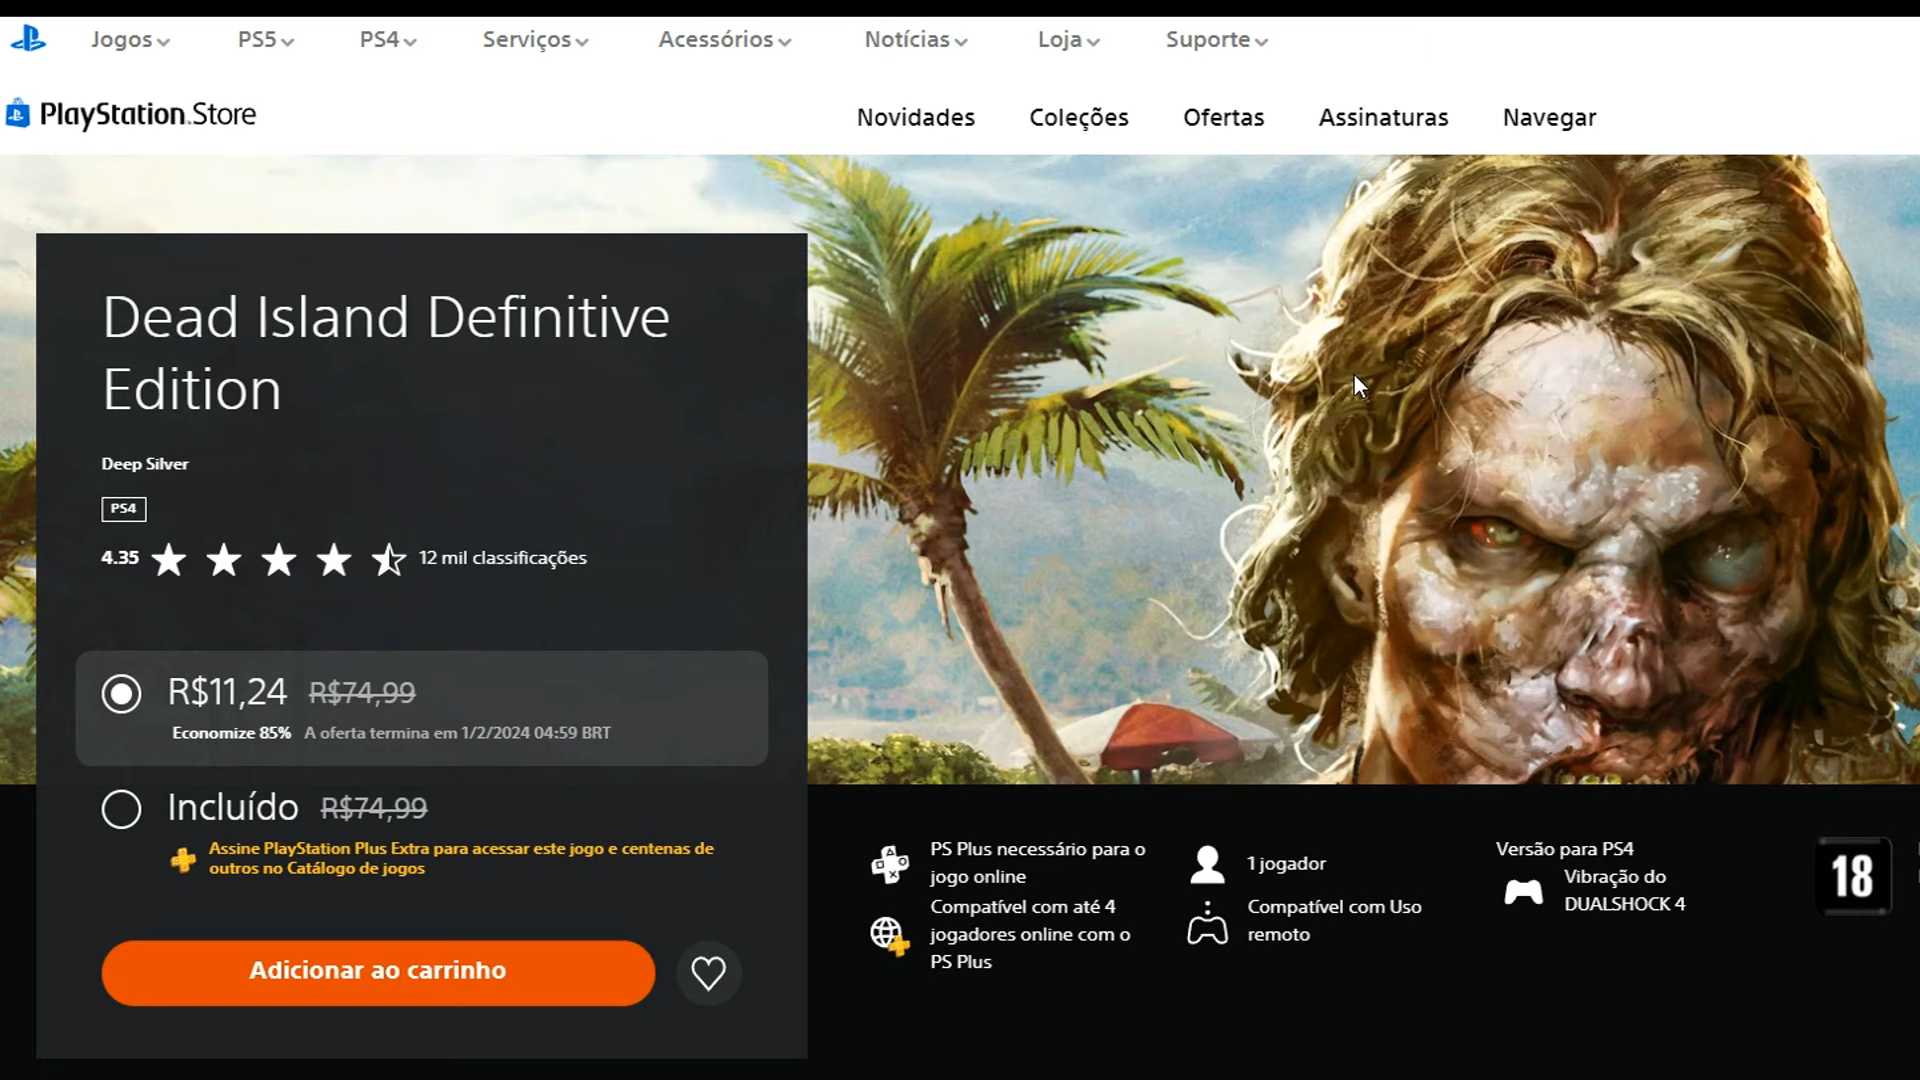 Jogos PS5 PS4 Serviços Acessórios Notícias Loja Suporte
PlayStation Store
Novidades Coleções Ofertas Assinaturas Navegar
Dead Island Definitive
Edition
Deep Silver
PS4
4.35 12 mil classificações
R$11,24 R$74,99
Economize 85% A oferta termina em 1/2/2024 04:59 BRT
Incluído R$74,99
Assine PlayStation Plus Extra para acessar este jogo e centenas de
outros no Catálogo de jogos
Adicionar ao carrinho
PS Plus necessário para o
jogo online
Compatível com até 4
jogadores online com o
PS Plus
1 jogador
Compatível com Uso
remoto
Versão para PS4
Vibração do
DUALSHOCK 4
18